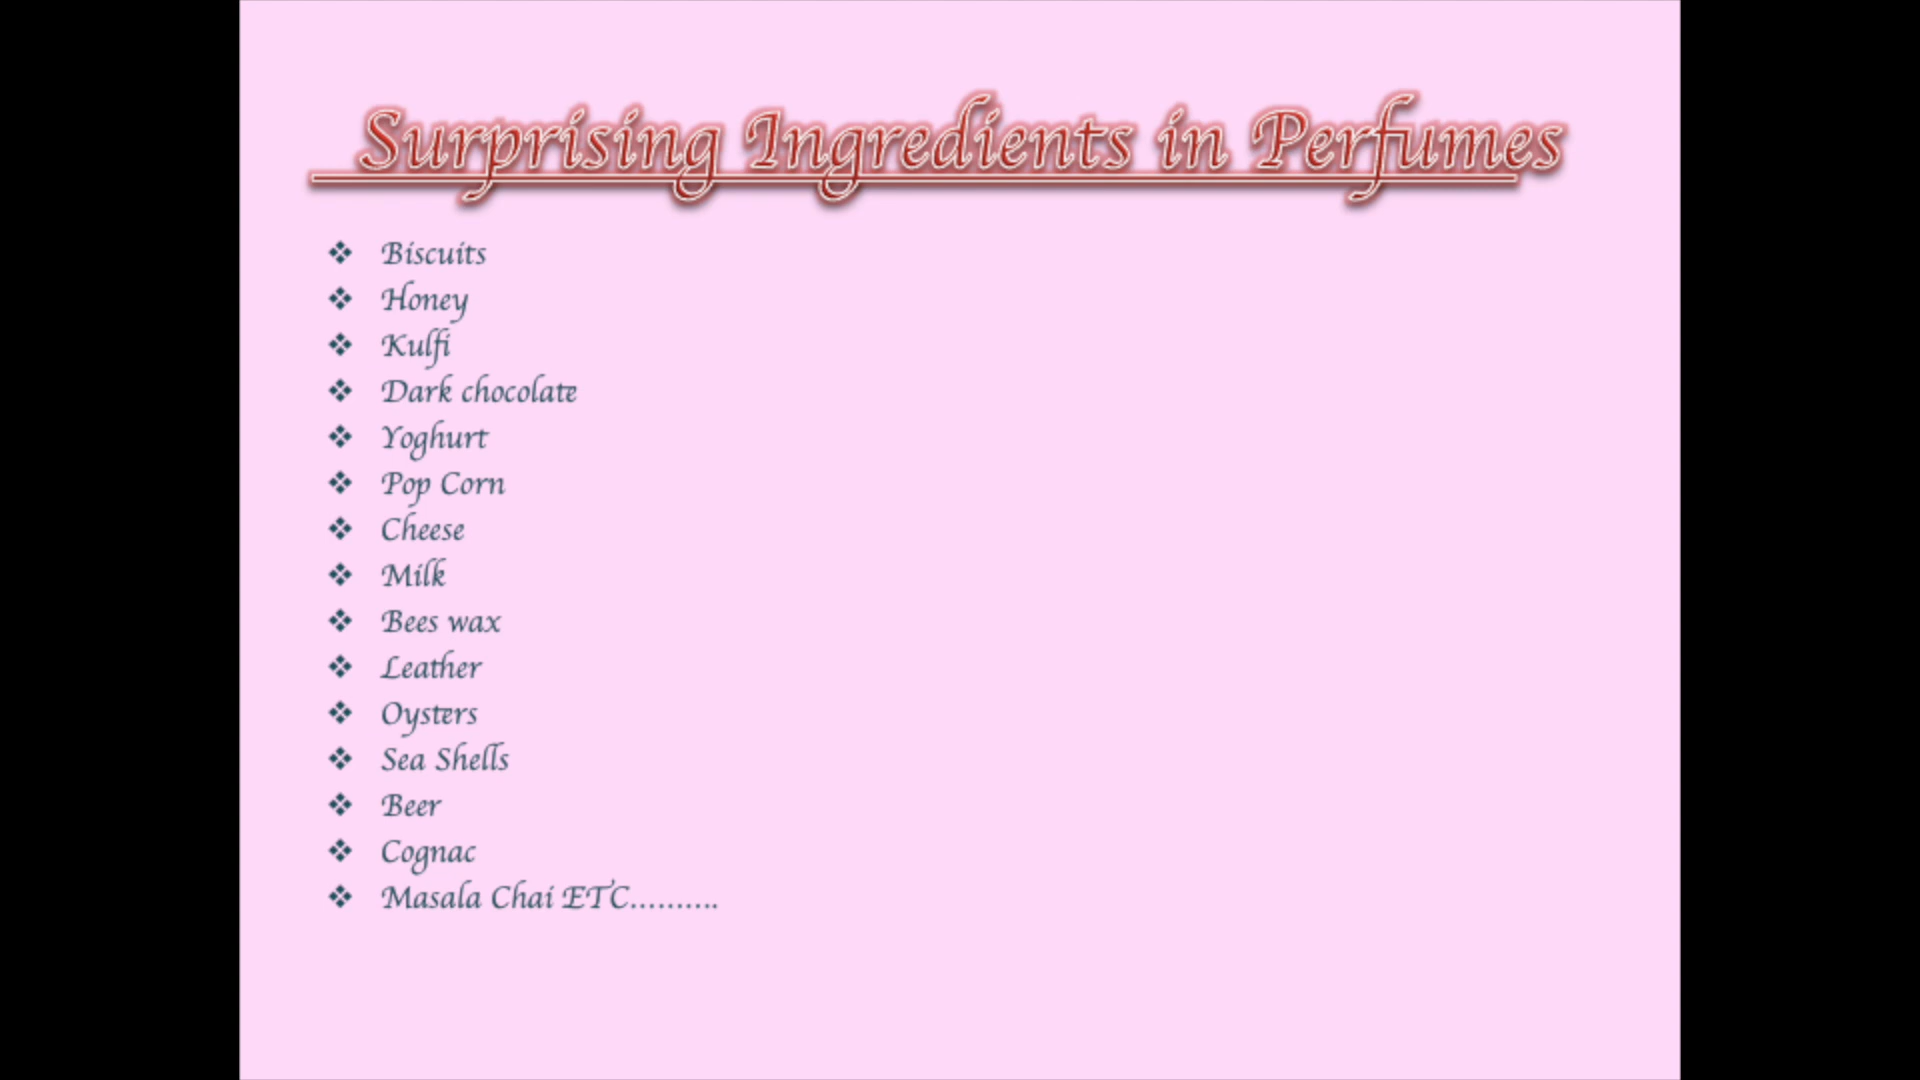 Surprising Ingredients in Perfumes
❖ Biscuits
❖ Honey
❖ Kulfi
❖ Dark chocolate
❖ Yoghurt
❖ Pop Corn
❖ Cheese
❖ Milk
❖ Bees wax
❖ Leather
❖ Oysters
❖ Sea Shells
❖ Beer
❖ Cognac
❖ Masala Chai ETC..........